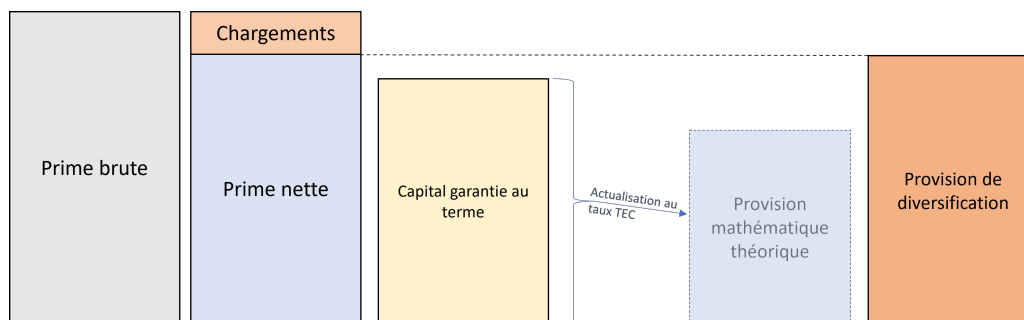 Chargements
Prime brute
Prime nette
Capital garantie au
terme
Actualisation au
taux TEC
Provision
mathématique
théorique
Provision de
diversification